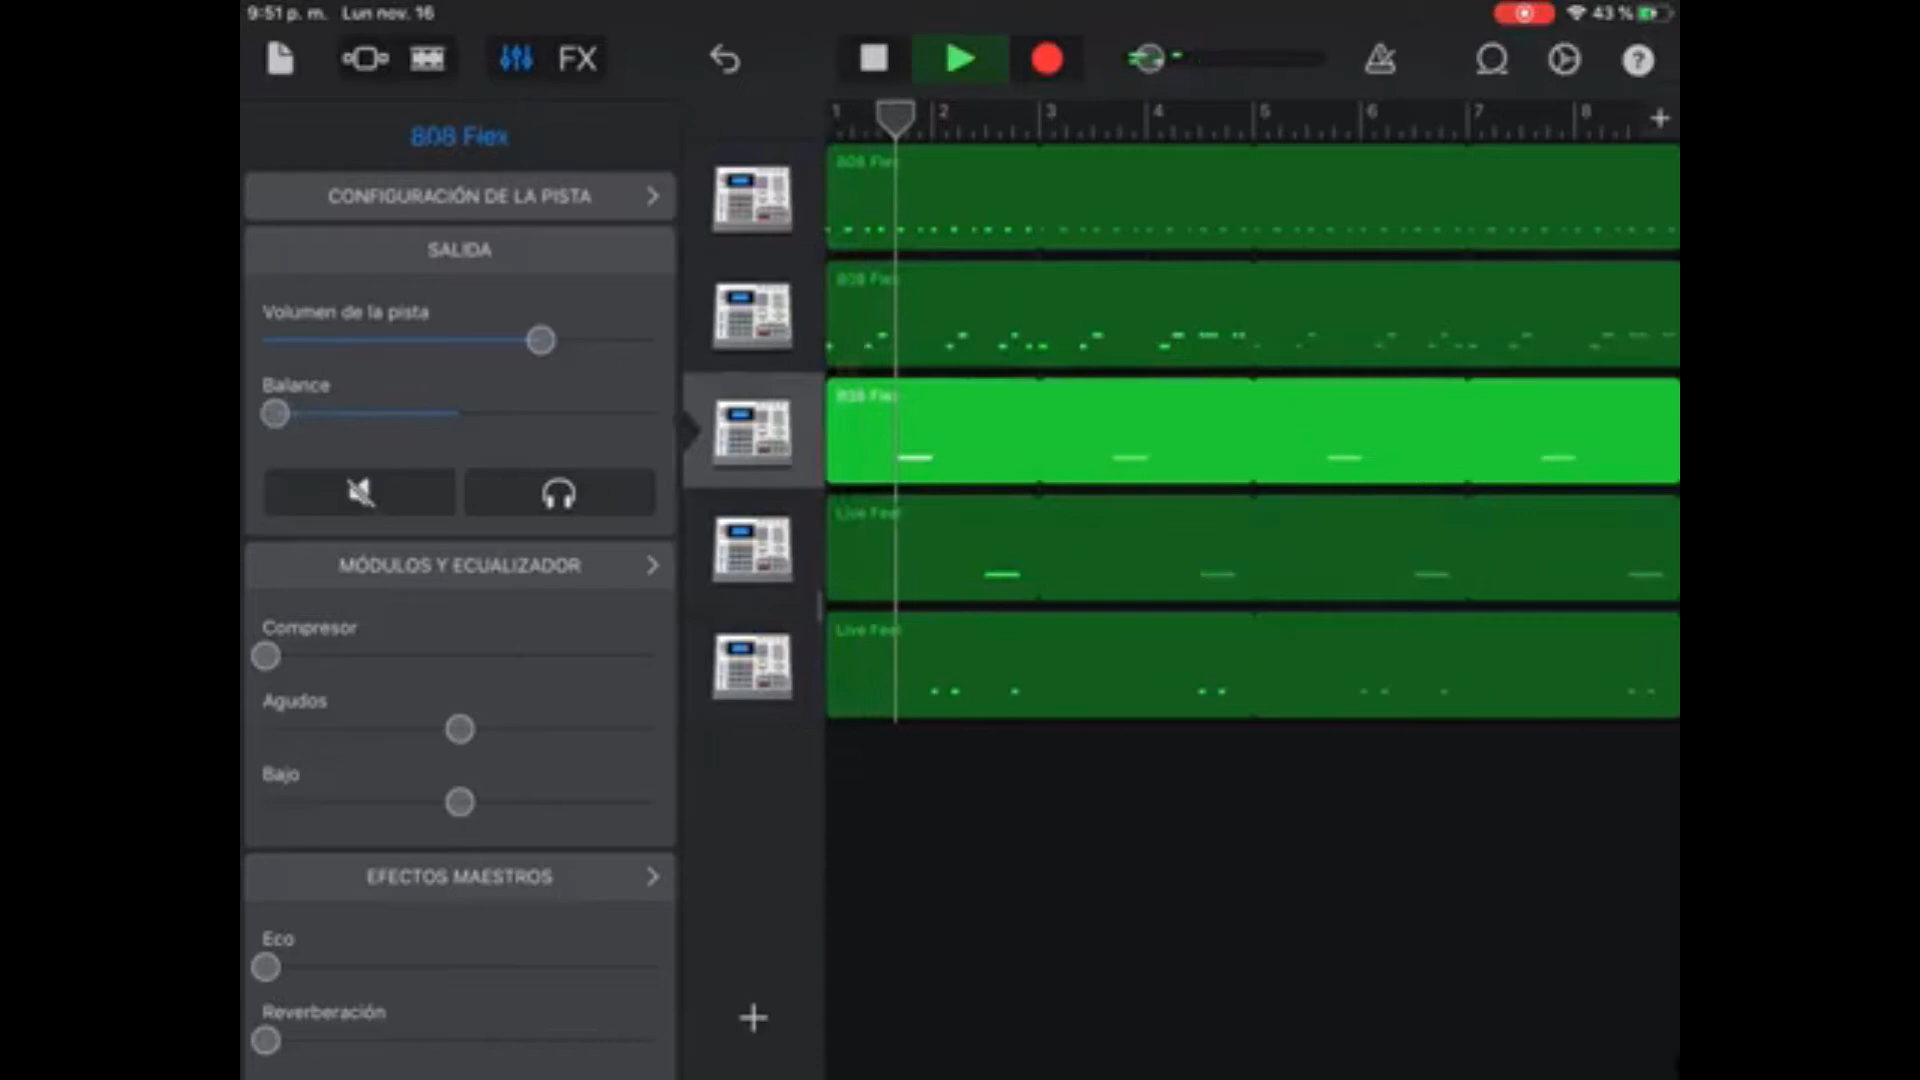 9:51 p. m. Lun nov. 16
43 %
FX
?
808 Flex
1 2 3 4 5 6 7 8
CONFIGURACIÓN DE LA PISTA
SALIDA
Volumen de la pista
Balance
MÓDULOS Y ECUALIZADOR
Compresor
Agudos
Bajo
EFECTOS MAESTROS
Eco
Reverberación
808 Flex
808 Flex
808 Flex
Live Feel
Live Feel